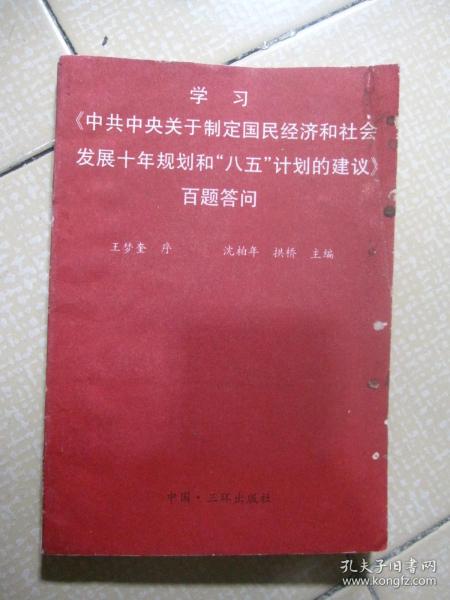 学 习
《中共中央关于制定国民经济和社会
发展十年规划和“八五”计划的建议》
百题答问
王梦奎 序 沈柏年 拱桥 主编
中国·三环出版社
孔夫子旧书网
www.kongfz.com